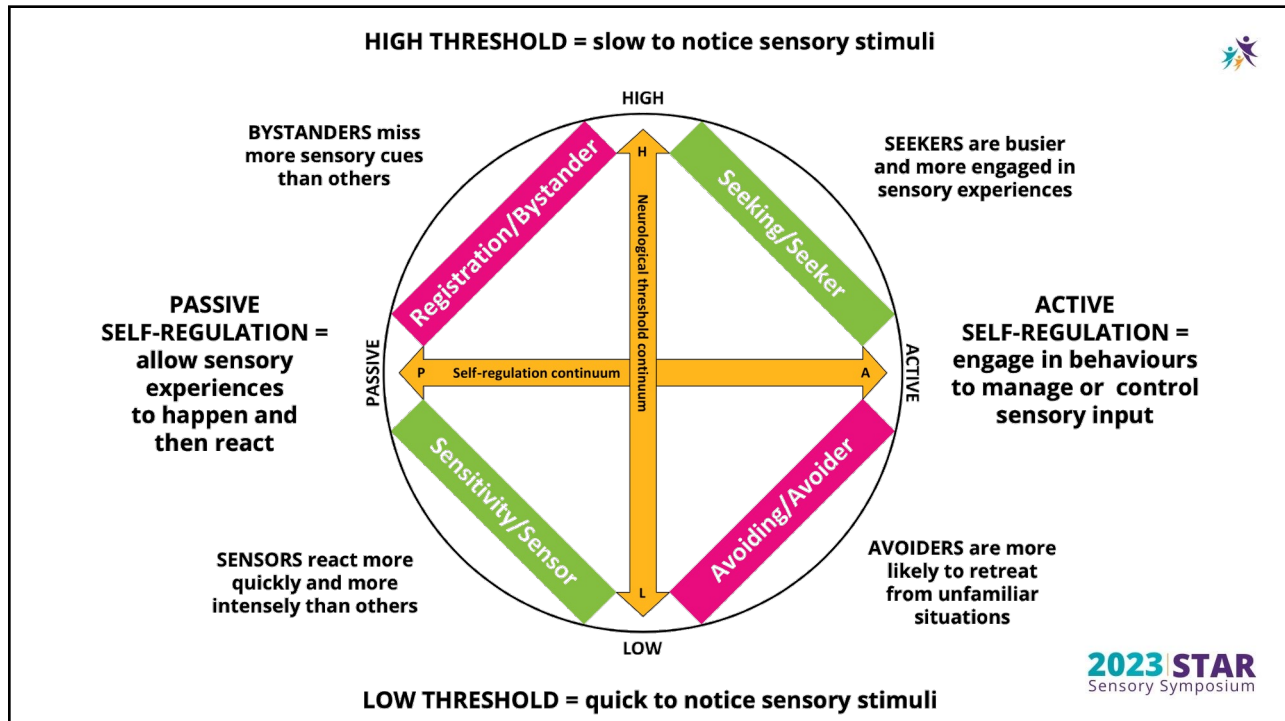 HIGH THRESHOLD = slow to notice sensory stimuli
HIGH
BYSTANDERS miss
more sensory cues
than others
SEEKERS are busier
and more engaged in
sensory experiences
H
Registration/Bystander
Neurological threshold continuum
Seeking/Seeker
PASSIVE
SELF-REGULATION =
allow sensory
experiences
to happen and
then react
PASSIVE
P
Self-regulation continuum
A
ACTIVE
ACTIVE
SELF-REGULATION =
engage in behaviours
to manage or control
sensory input
Sensitivity/Sensor
Avoiding/Avoider
SENSORS react more
quickly and more
intensely than others
L
AVOIDERS are more
likely to retreat
from unfamiliar
situations
LOW
2023 STAR
Sensory Symposium
LOW THRESHOLD = quick to notice sensory stimuli